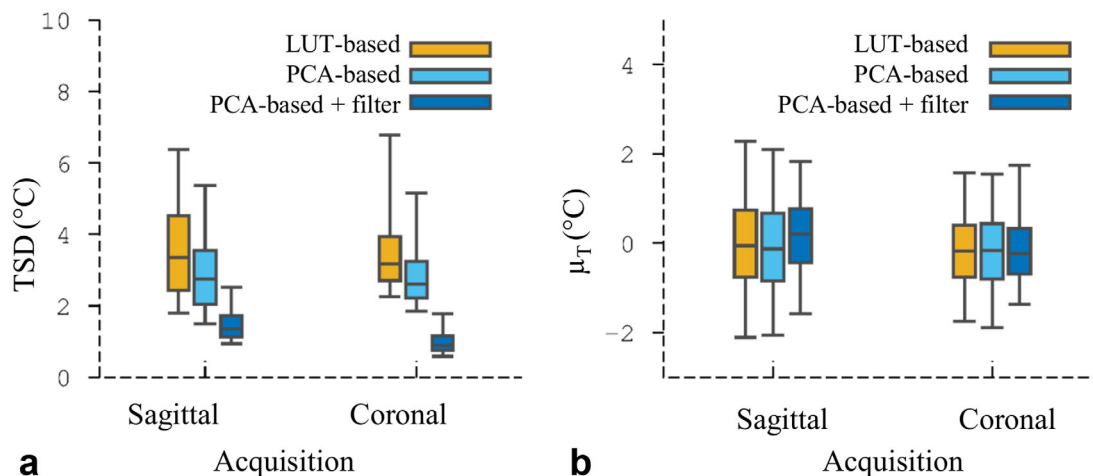 10
8
6
4
2
0
TSD (°C)
LUT-based
PCA-based
PCA-based + filter
Sagittal
Coronal
a
Acquisition
4
2
0
−2
μT (°C)
LUT-based
PCA-based
PCA-based + filter
Sagittal
Coronal
b
Acquisition